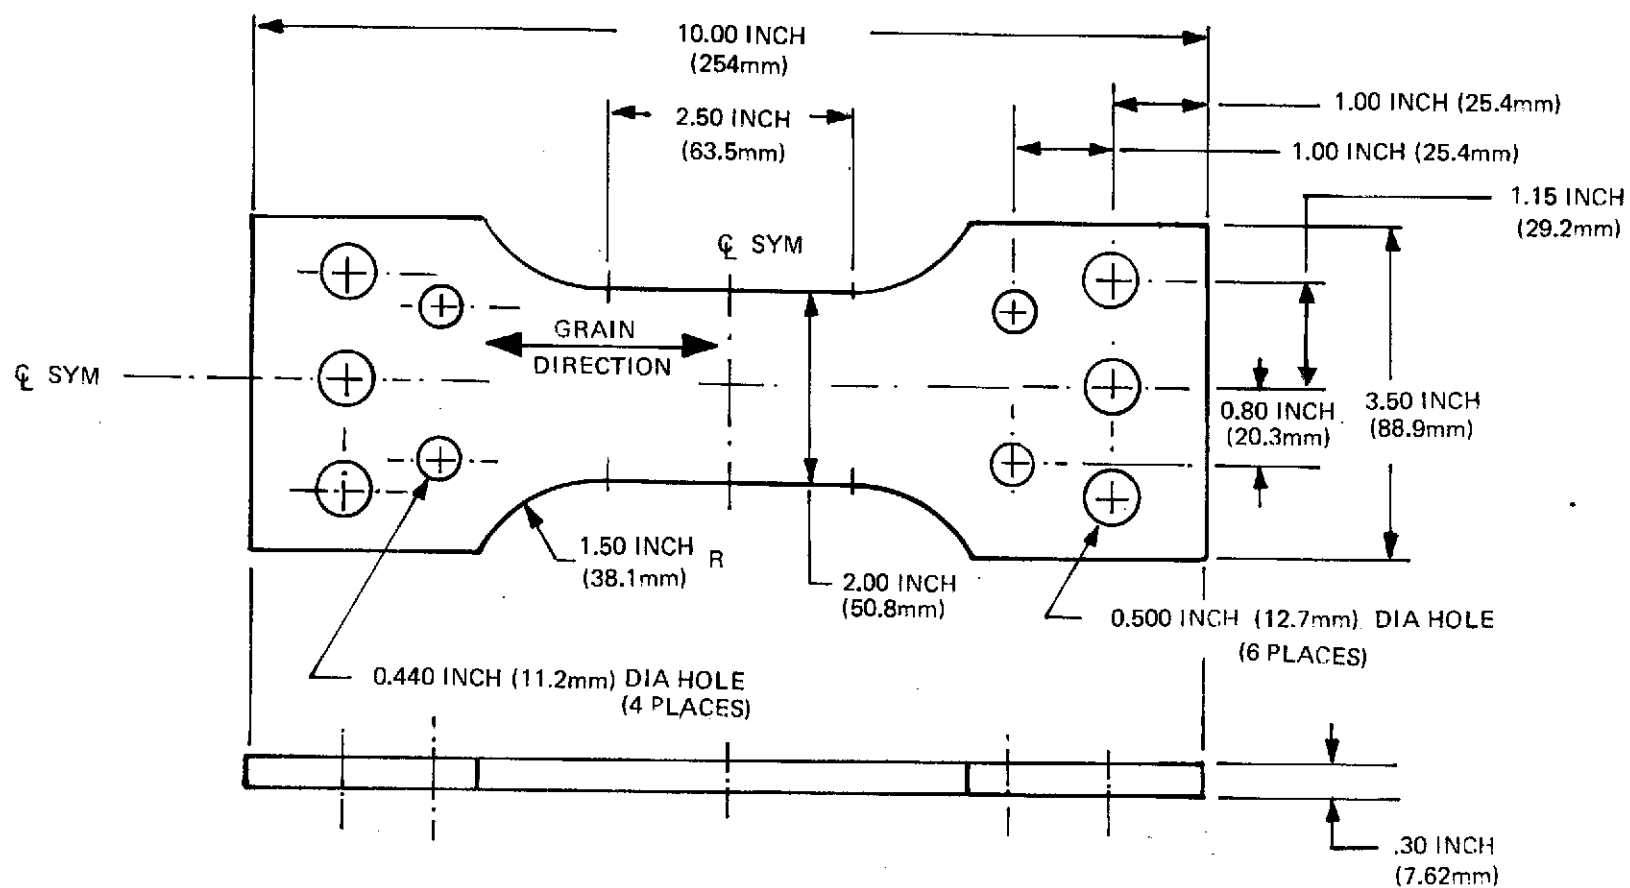 10.00 INCH
(254mm)
2.50 INCH
(63.5mm)
1.00 INCH (25.4mm)
1.00 INCH (25.4mm)
1.15 INCH
(29.2mm)
℄ SYM
GRAIN
DIRECTION
℄ SYM
0.80 INCH
(20.3mm)
3.50 INCH
(88.9mm)
1.50 INCH R
(38.1mm)
2.00 INCH
(50.8mm)
0.500 INCH (12.7mm) DIA HOLE
(6 PLACES)
0.440 INCH (11.2mm) DIA HOLE
(4 PLACES)
.30 INCH
(7.62mm)